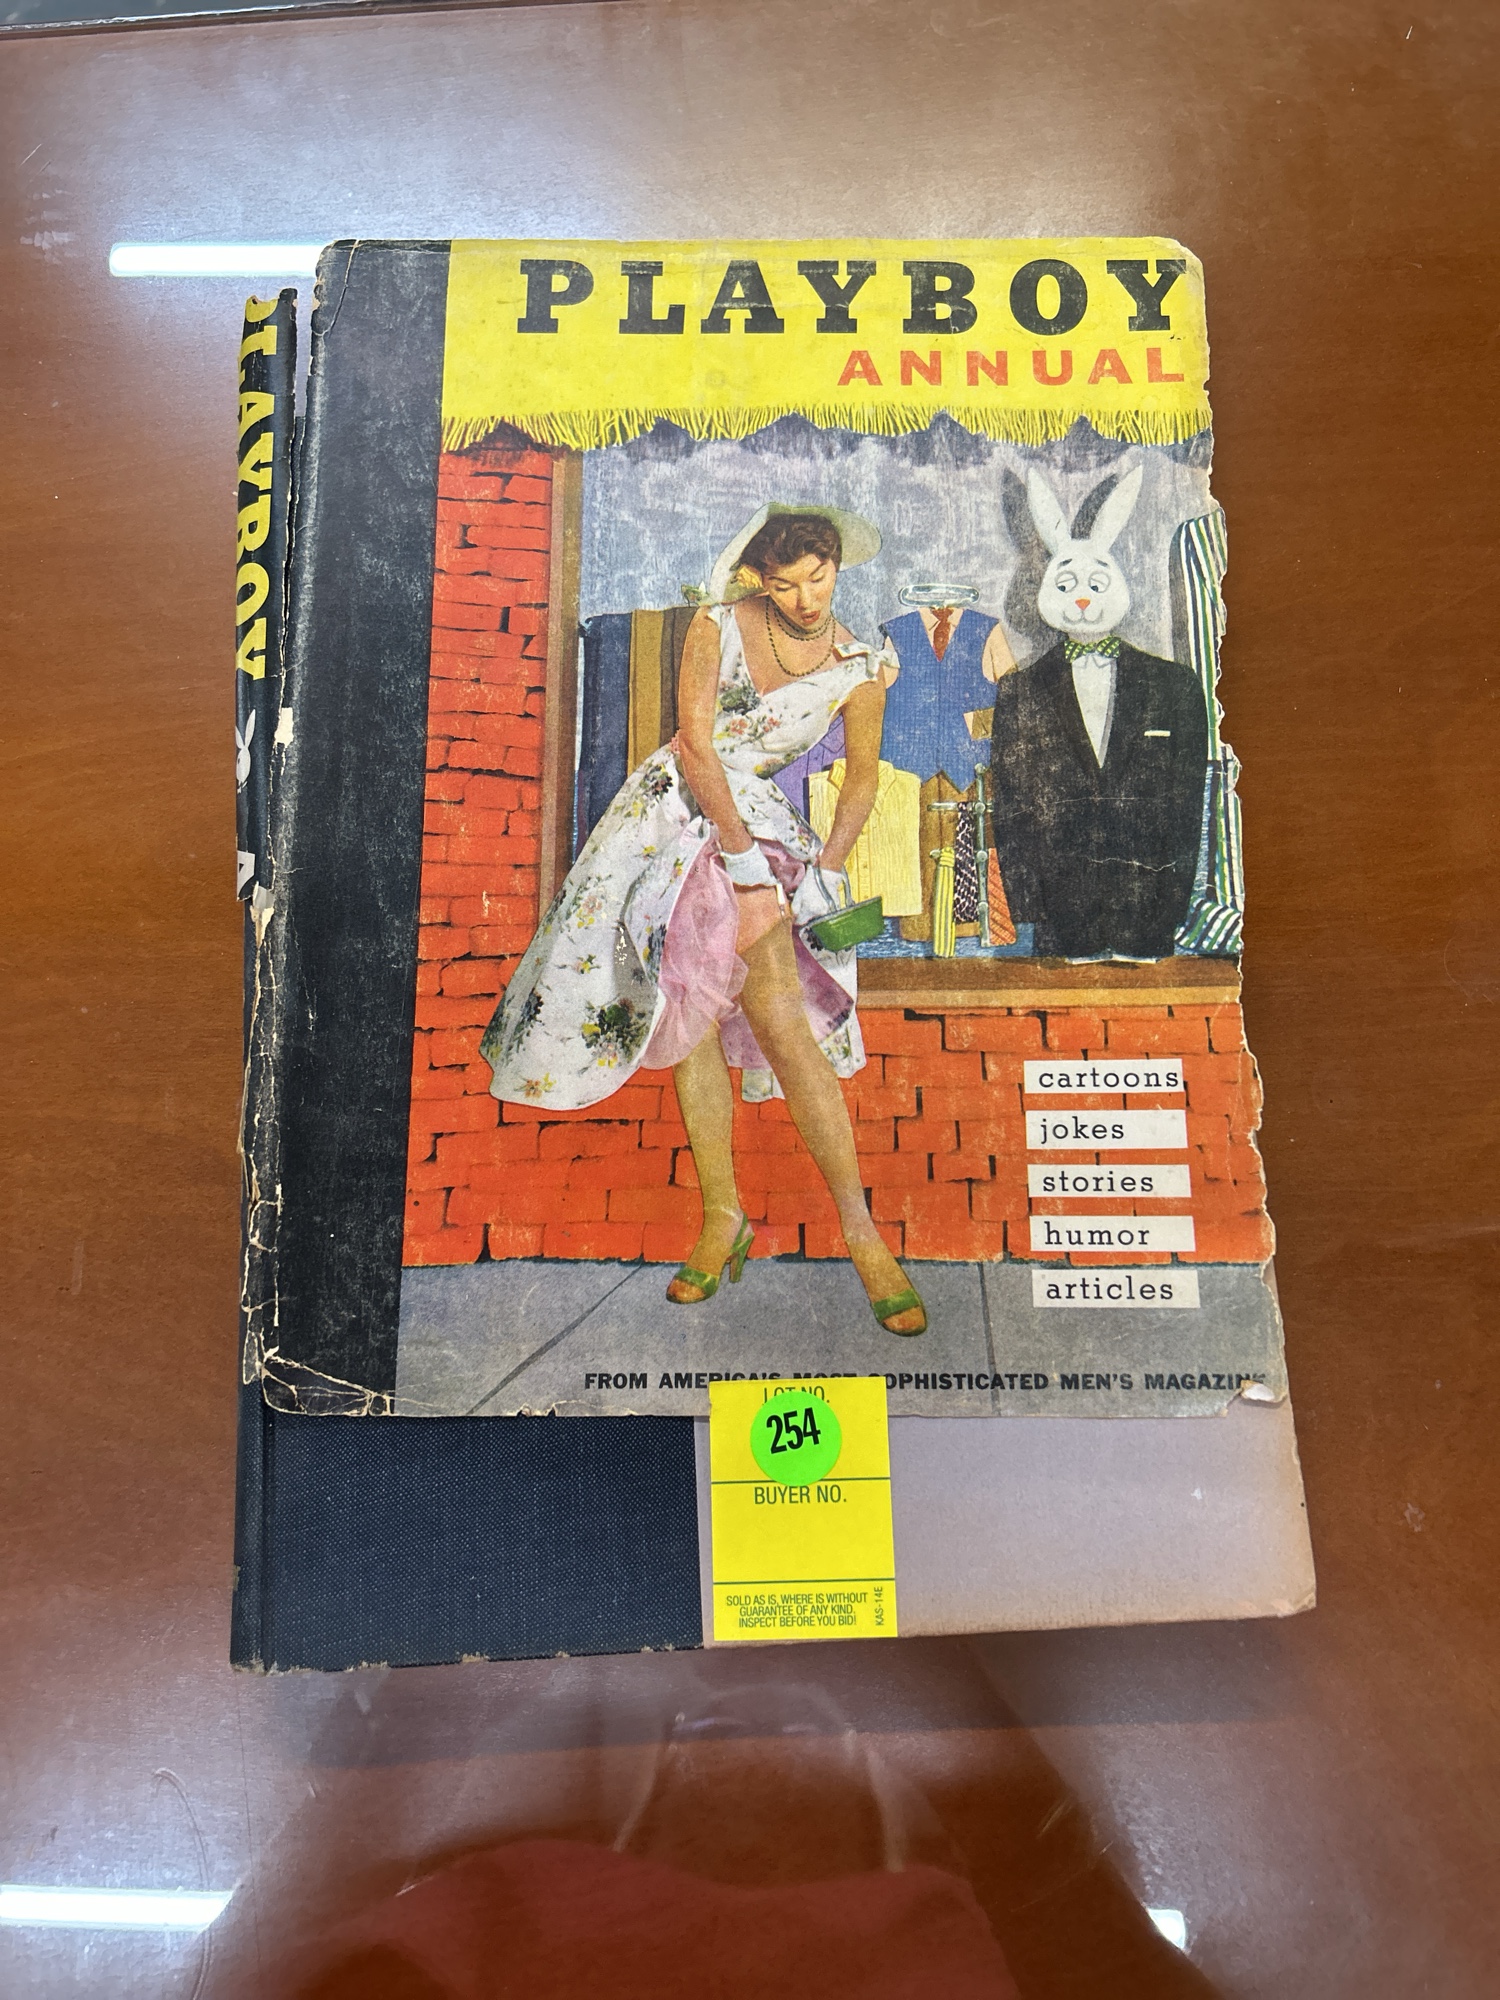 PLAYBOY
ANNUAL
PLAYBOY
cartoons
jokes
stories
humor
articles
FROM AMERICA'S MOST SOPHISTICATED MEN'S MAGAZINE
LOT NO.
254
BUYER NO.
SOLD AS IS, WHERE IS WITHOUT
GUARANTEE OF ANY KIND.
INSPECT BEFORE YOU BID!
KAS-14E